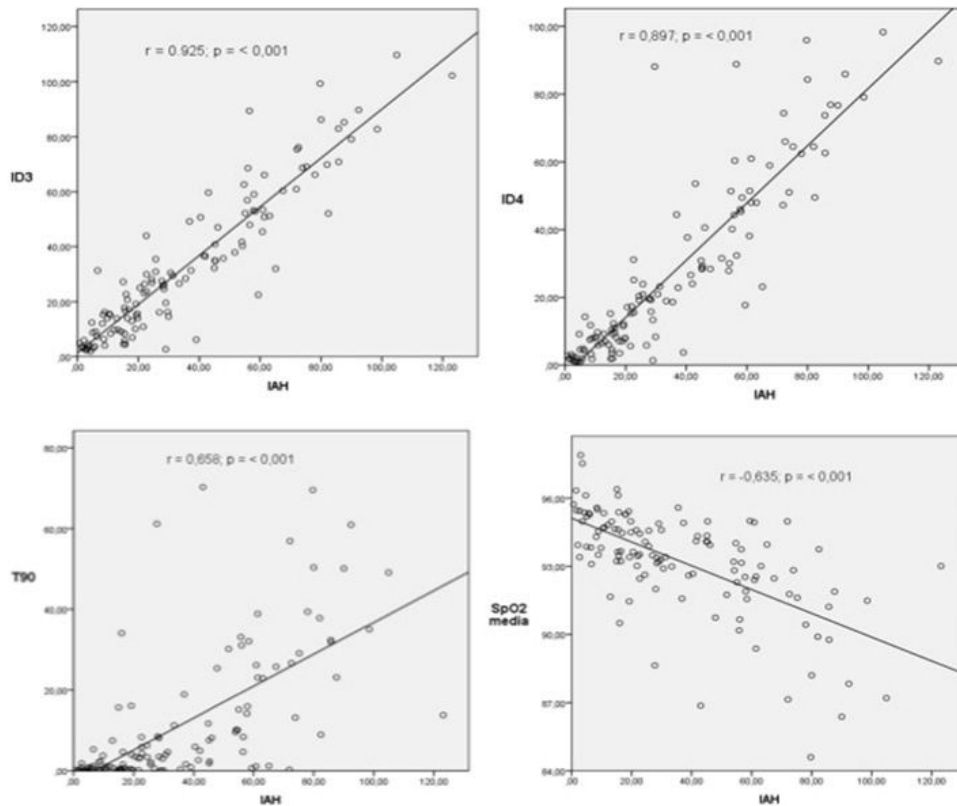 120,00
r = 0.925; p = < 0,001
100,00
80,00
ID3
60,00
40,00
20,00
,00
,00 20,00 40,00 60,00 80,00 100,00 120,00
IAH
r = 0,897; p = < 0,001
100,00
80,00
ID4
60,00
40,00
20,00
,00
,00 20,00 40,00 60,00 80,00 100,00 120,00
IAH
r = 0,658; p = < 0,001
80,00
60,00
T90
40,00
20,00
,00
,00 20,00 40,00 60,00 80,00 100,00 120,00
IAH
r = -0,635; p = < 0,001
96,00
93,00
SpO2
media
90,00
87,00
84,00
,00 20,00 40,00 60,00 80,00 100,00 120,00
IAH